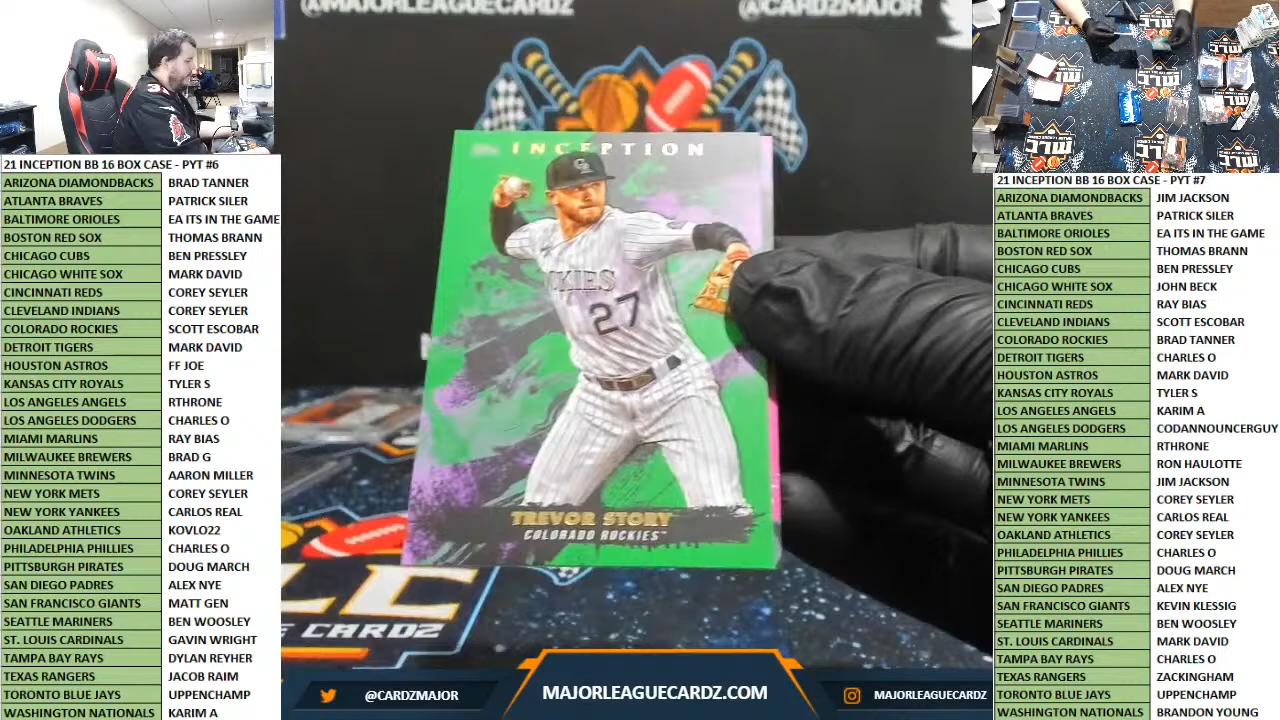 @MAJORLEAGUECARDZ
@CARDZMAJOR
INCEPTION
CR
KIES
27
TREVOR STORY
COLORADO ROCKIES™
21 INCEPTION BB 16 BOX CASE - PYT #6
ARIZONA DIAMONDBACKS BRAD TANNER
ATLANTA BRAVES PATRICK SILER
BALTIMORE ORIOLES EA ITS IN THE GAME
BOSTON RED SOX THOMAS BRANN
CHICAGO CUBS BEN PRESSLEY
CHICAGO WHITE SOX MARK DAVID
CINCINNATI REDS COREY SEYLER
CLEVELAND INDIANS COREY SEYLER
COLORADO ROCKIES SCOTT ESCOBAR
DETROIT TIGERS MARK DAVID
HOUSTON ASTROS FF JOE
KANSAS CITY ROYALS TYLER S
LOS ANGELES ANGELS RTHRONE
LOS ANGELES DODGERS CHARLES O
MIAMI MARLINS RAY BIAS
MILWAUKEE BREWERS BRAD G
MINNESOTA TWINS AARON MILLER
NEW YORK METS COREY SEYLER
NEW YORK YANKEES CARLOS REAL
OAKLAND ATHLETICS KOVLO22
PHILADELPHIA PHILLIES CHARLES O
PITTSBURGH PIRATES DOUG MARCH
SAN DIEGO PADRES ALEX NYE
SAN FRANCISCO GIANTS MATT GEN
SEATTLE MARINERS BEN WOOSLEY
ST. LOUIS CARDINALS GAVIN WRIGHT
TAMPA BAY RAYS DYLAN REYHER
TEXAS RANGERS JACOB RAIM
TORONTO BLUE JAYS UPPENCHAMP
WASHINGTON NATIONALS KARIM A
21 INCEPTION BB 16 BOX CASE - PYT #7
ARIZONA DIAMONDBACKS JIM JACKSON
ATLANTA BRAVES PATRICK SILER
BALTIMORE ORIOLES EA ITS IN THE GAME
BOSTON RED SOX THOMAS BRANN
CHICAGO CUBS BEN PRESSLEY
CHICAGO WHITE SOX JOHN BECK
CINCINNATI REDS RAY BIAS
CLEVELAND INDIANS SCOTT ESCOBAR
COLORADO ROCKIES BRAD TANNER
DETROIT TIGERS CHARLES O
HOUSTON ASTROS MARK DAVID
KANSAS CITY ROYALS TYLER S
LOS ANGELES ANGELS KARIM A
LOS ANGELES DODGERS CODANNOUNCERGUY
MIAMI MARLINS RTHRONE
MILWAUKEE BREWERS RON HAULOTTE
MINNESOTA TWINS JIM JACKSON
NEW YORK METS COREY SEYLER
NEW YORK YANKEES CARLOS REAL
OAKLAND ATHLETICS COREY SEYLER
PHILADELPHIA PHILLIES CHARLES O
PITTSBURGH PIRATES DOUG MARCH
SAN DIEGO PADRES ALEX NYE
SAN FRANCISCO GIANTS KEVIN KLESSIG
SEATTLE MARINERS BEN WOOSLEY
ST. LOUIS CARDINALS MARK DAVID
TAMPA BAY RAYS CHARLES O
TEXAS RANGERS ZACKINGHAM
TORONTO BLUE JAYS UPPENCHAMP
WASHINGTON NATIONALS BRANDON YOUNG
LC
E CARDZ
@CARDZMAJOR
MAJORLEAGUECARDZ.COM
MAJORLEAGUECARDZ